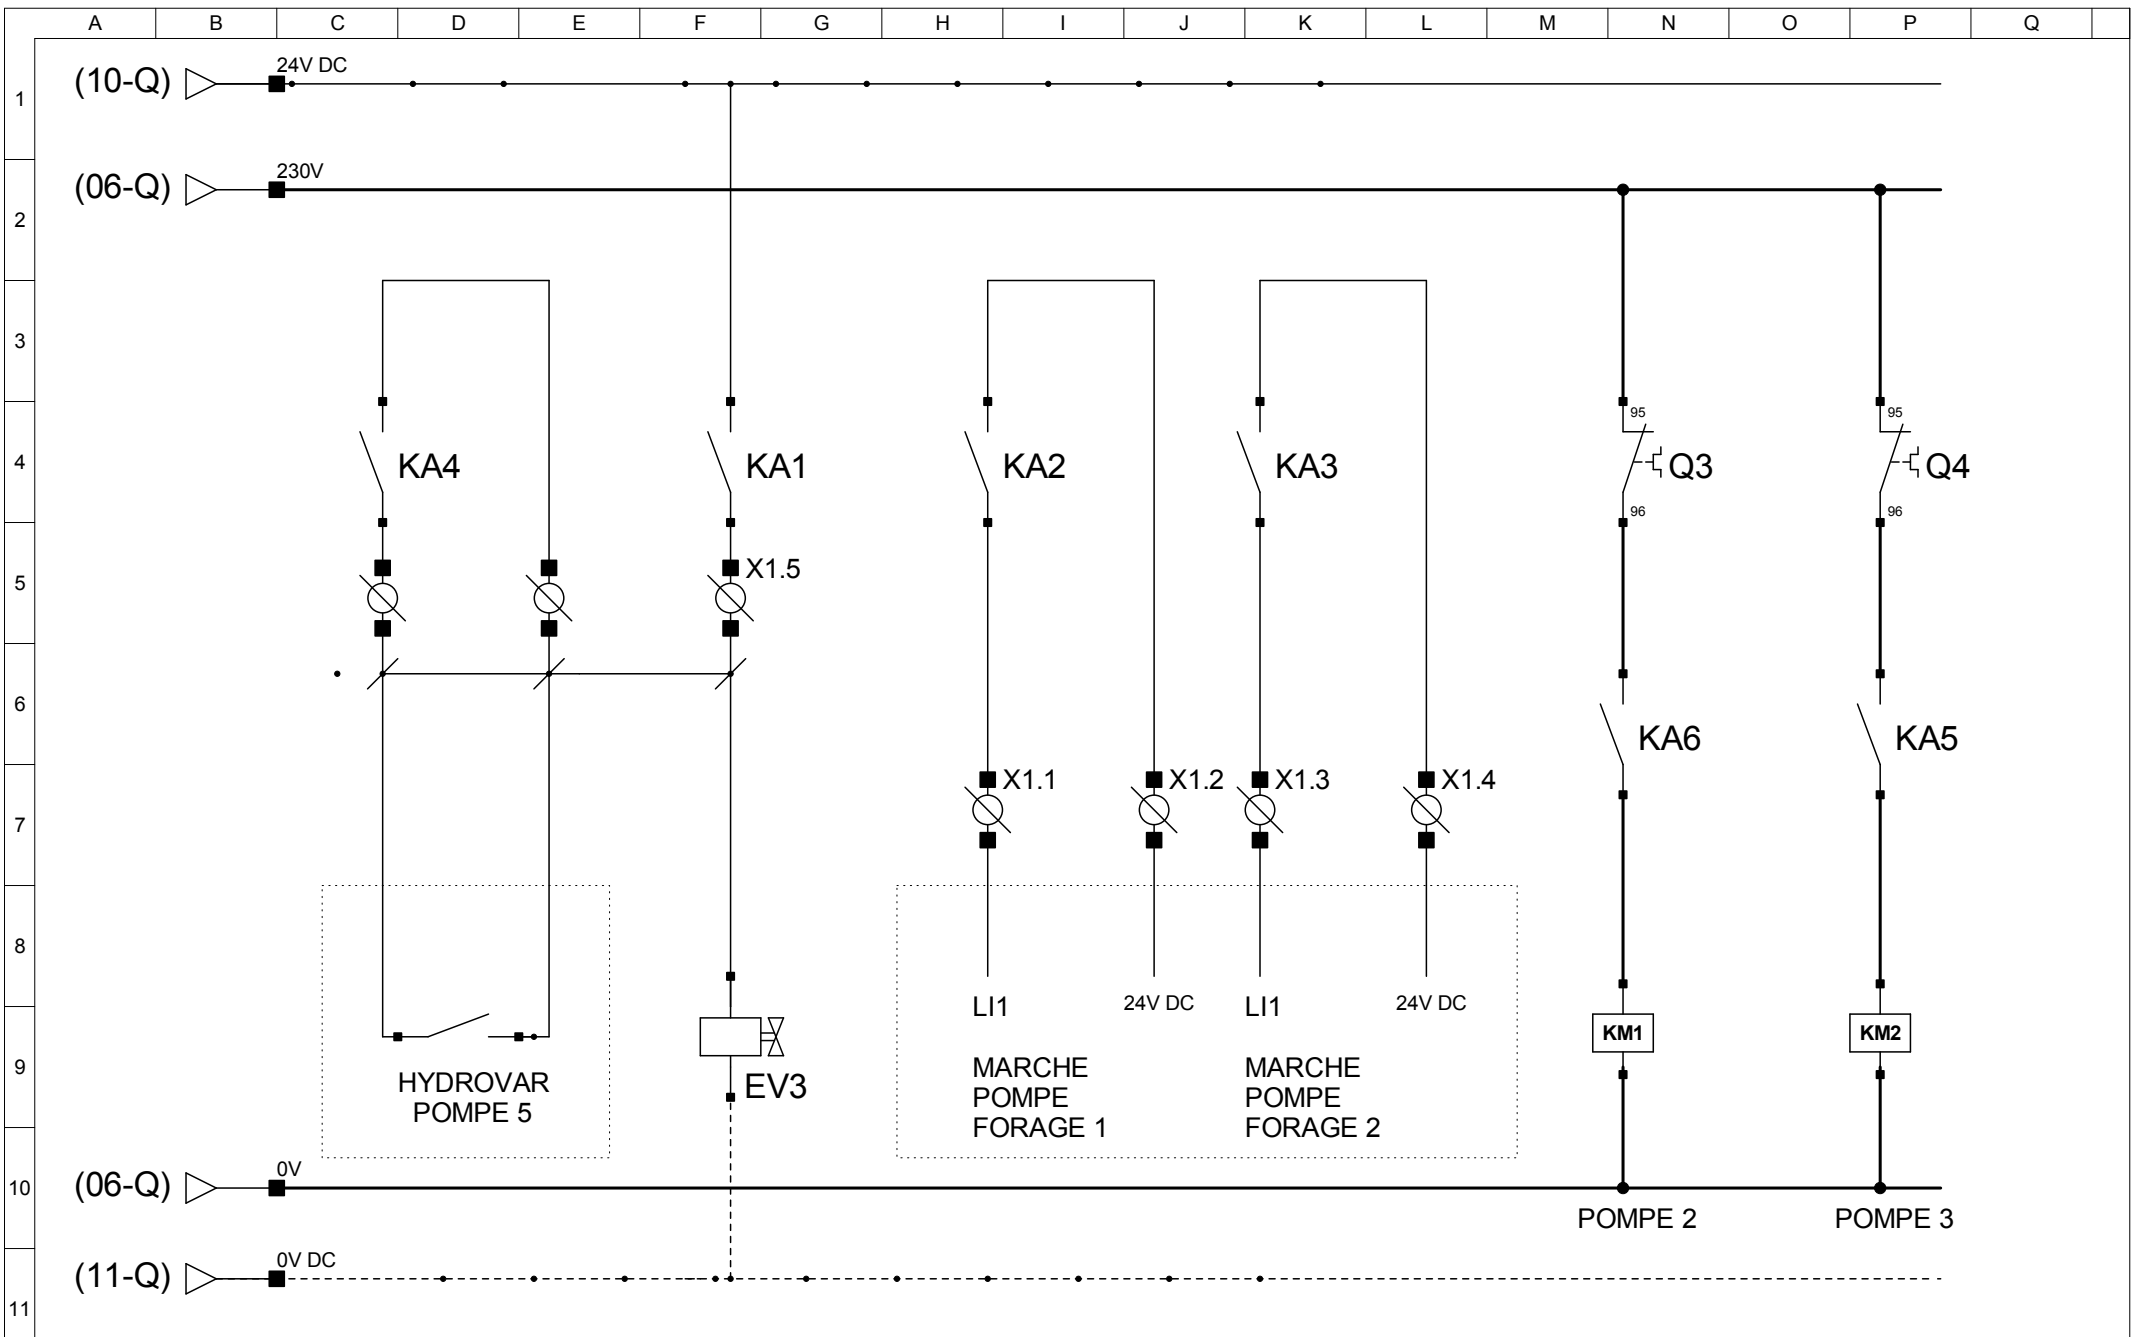 A B C D E F G H I J K L M N O P Q
1
(10-Q) 24V DC
(06-Q) 230V
2
3
95 95
4
KA4 KA1 KA2 KA3 Q3 Q4
96 96
5
X1.5
6
KA6 KA5
X1.1 X1.2 X1.3 X1.4
7
8
LI1 24V DC LI1 24V DC
KM1 KM2
9
MARCHE MARCHE
HYDROVAR EV3 POMPE POMPE
POMPE 5 FORAGE 1 FORAGE 2
10
(06-Q) 0V
POMPE 2 POMPE 3
(11-Q) 0V DC
11